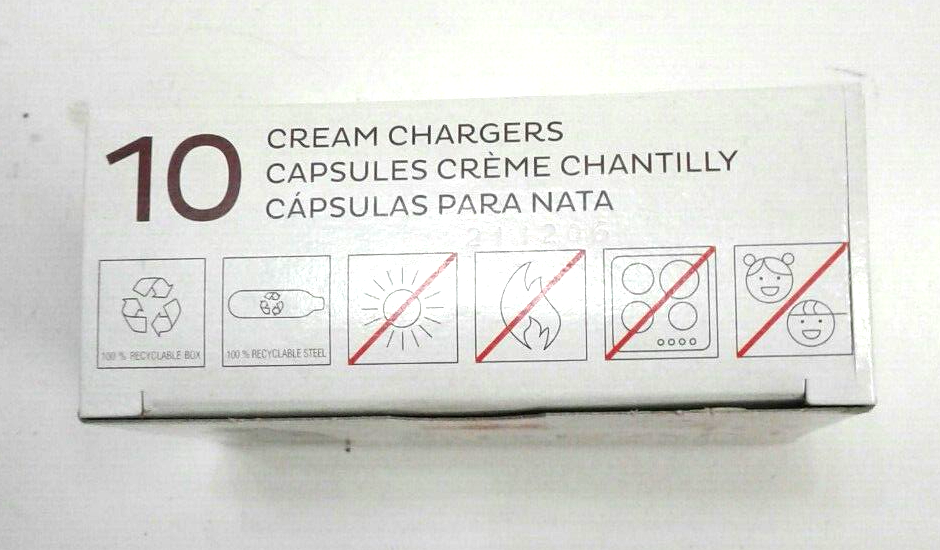 10
CREAM CHARGERS
CAPSULES CRÈME CHANTILLY
CÁPSULAS PARA NATA
211206
100 % RECYCLABLE BOX
100 % RECYCLABLE STEEL